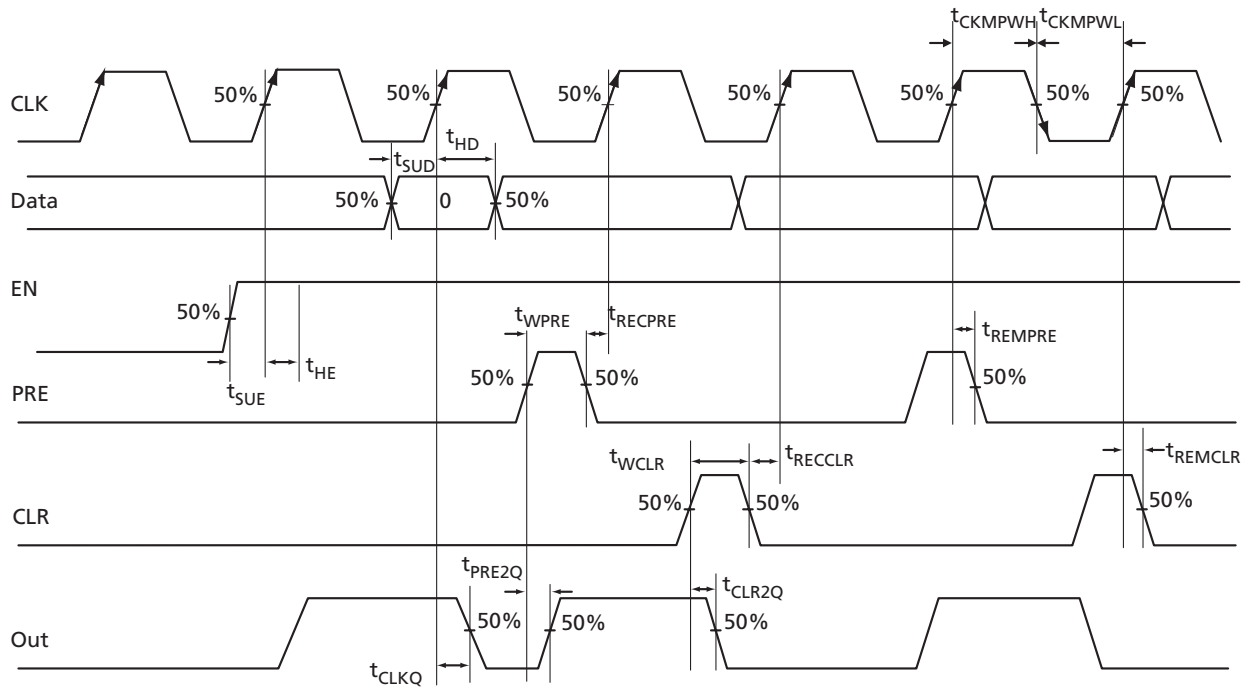 tCKMPWH tCKMPWL
CLK 50% 50% 50% 50% 50% 50% 50%
tSUD tHD
Data 50% 0 50%
EN 50%
tWPRE tRECPRE tREMPRE
tSUE tHE
PRE 50% 50% 50%
tWCLR tRECCLR tREMCLR
CLR 50% 50% 50%
tPRE2Q tCLR2Q
Out 50% 50% 50%
tCLKQ